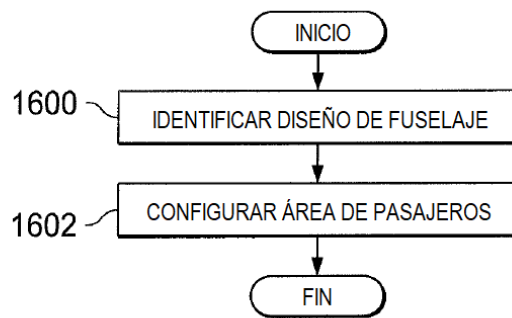 INICIO
1600
IDENTIFICAR DISEÑO DE FUSELAJE
1602
CONFIGURAR ÁREA DE PASAJEROS
FIN